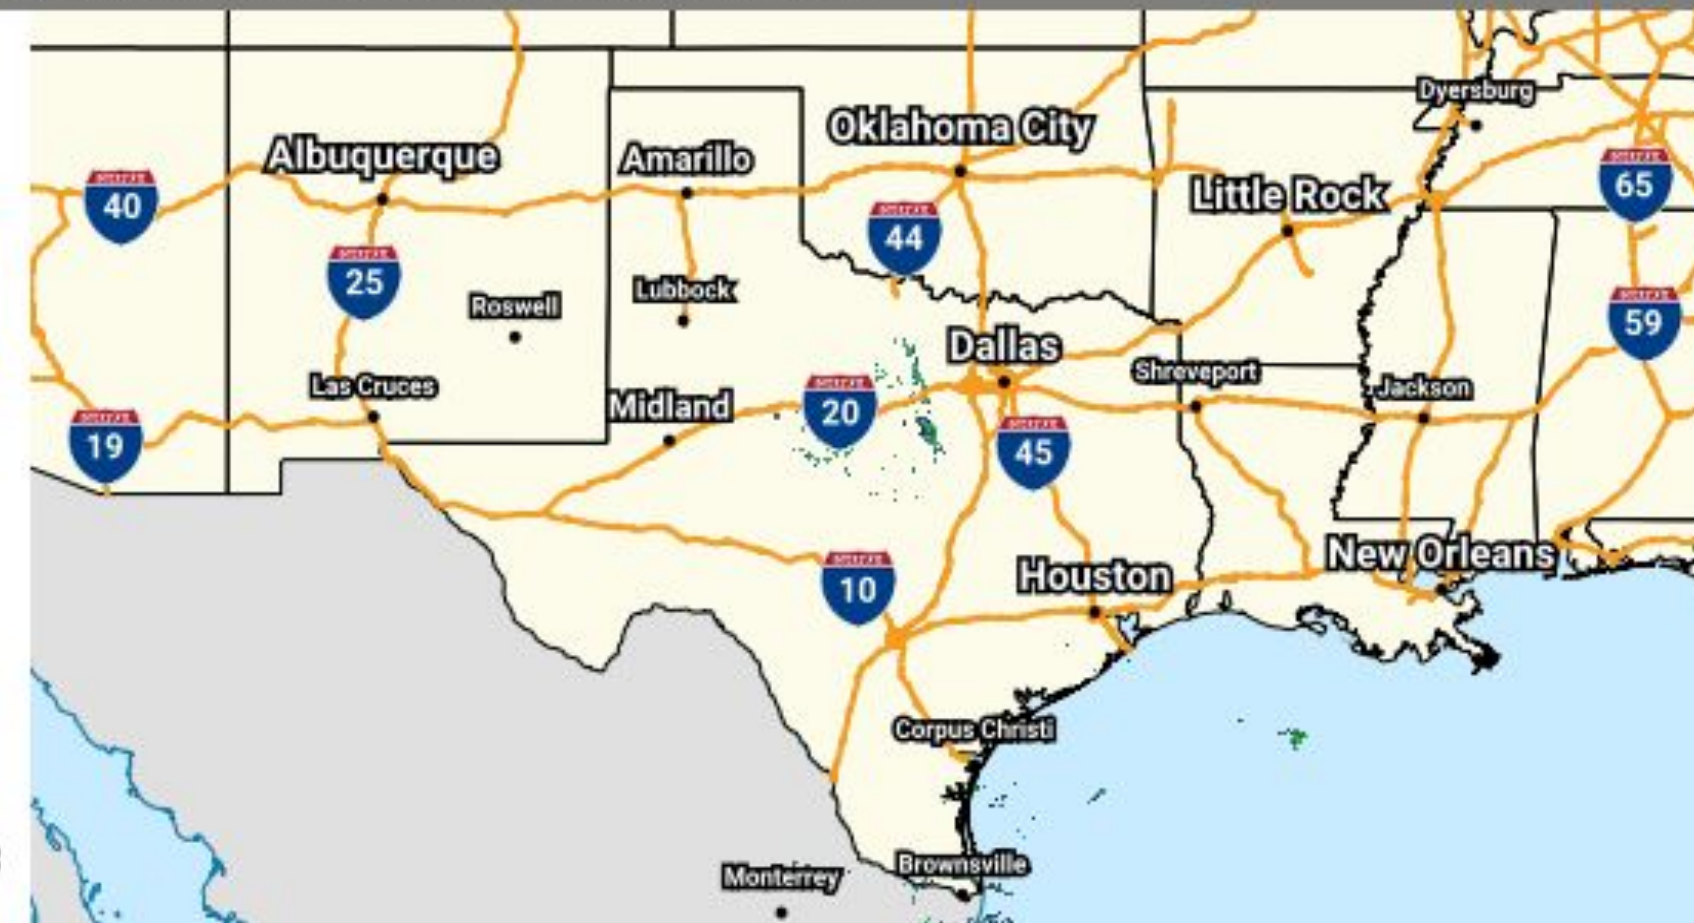 Dyersburg
Oklahoma City
Albuquerque
Amarillo
40
65
Little Rock
44
25
Lubbock
Roswell
59
Dallas
Shreveport
Las Cruces
Jackson
Midland
20
19
45
New Orleans
Houston
10
Corpus Christi
Brownsville
Monterrey